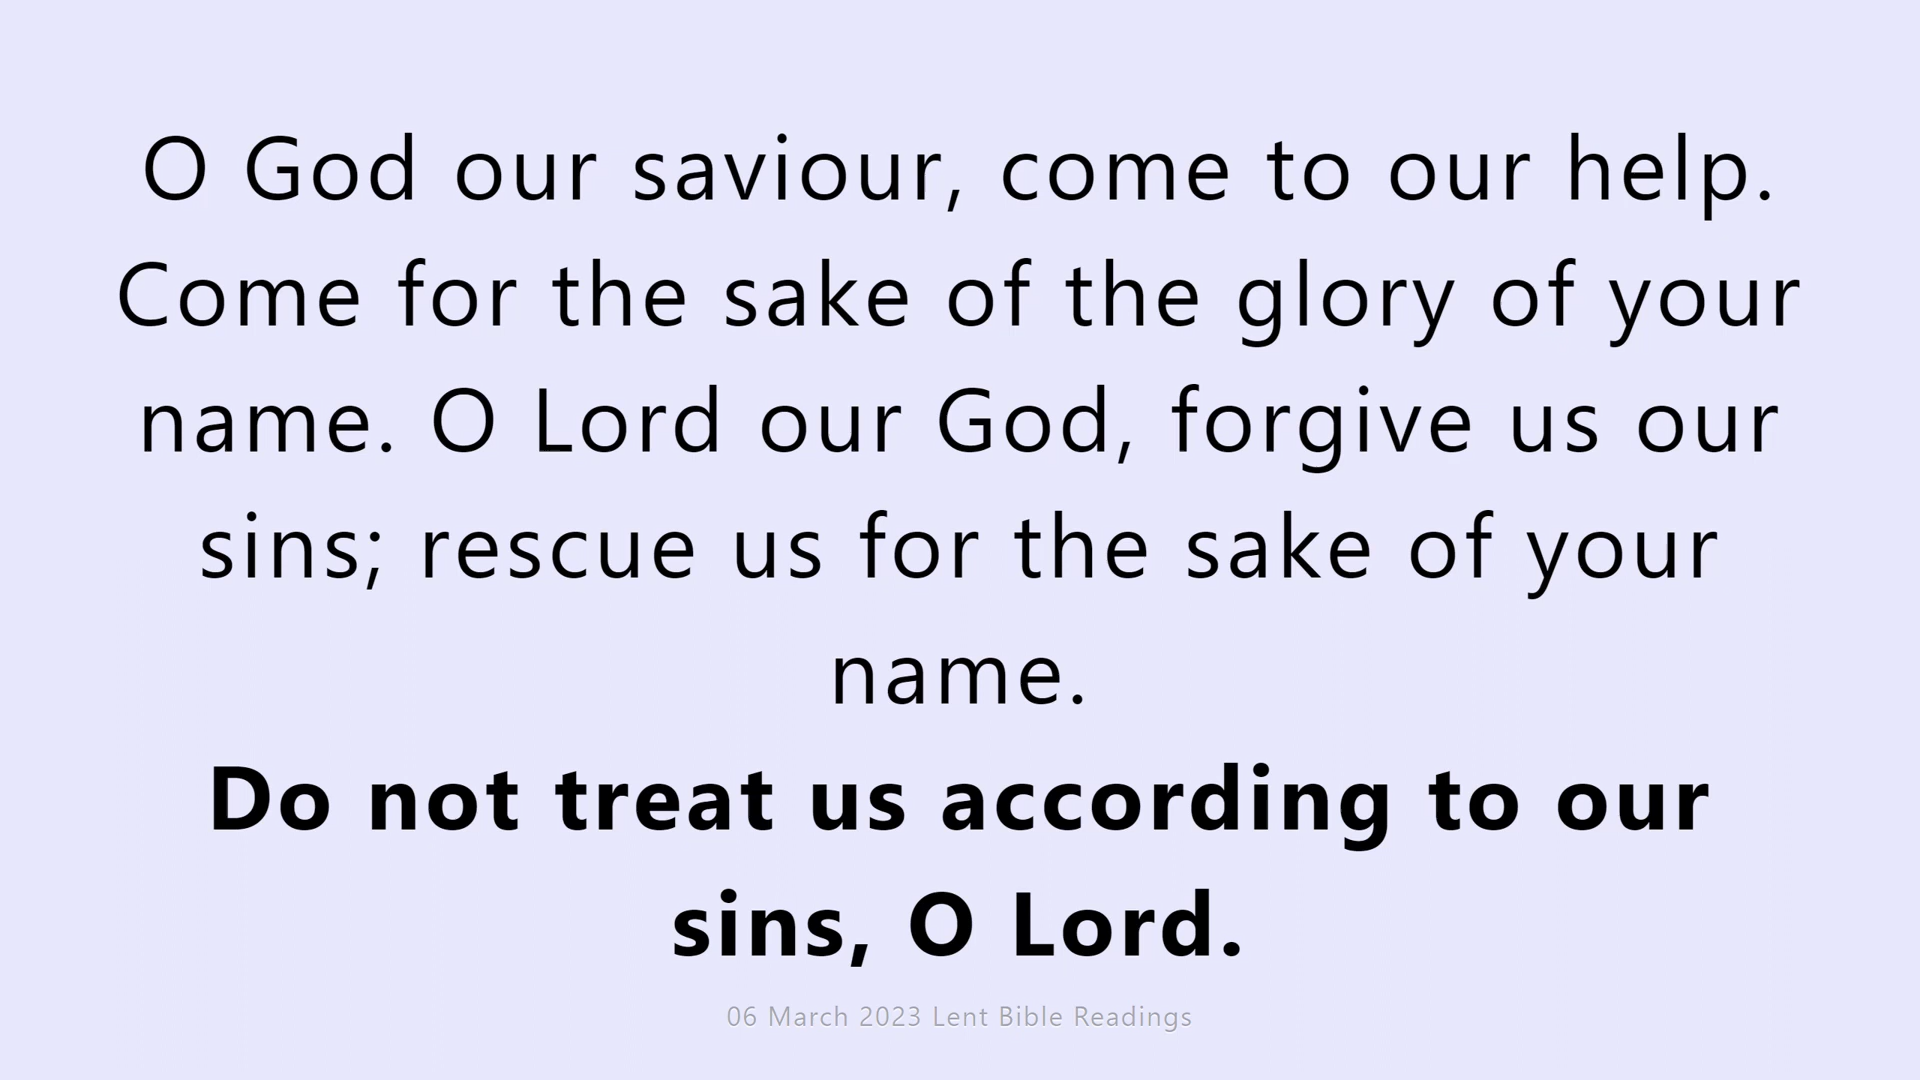 O God our saviour, come to our help.
Come for the sake of the glory of your
name. O Lord our God, forgive us our
sins; rescue us for the sake of your
name.
Do not treat us according to our
sins, O Lord.
06 March 2023 Lent Bible Readings